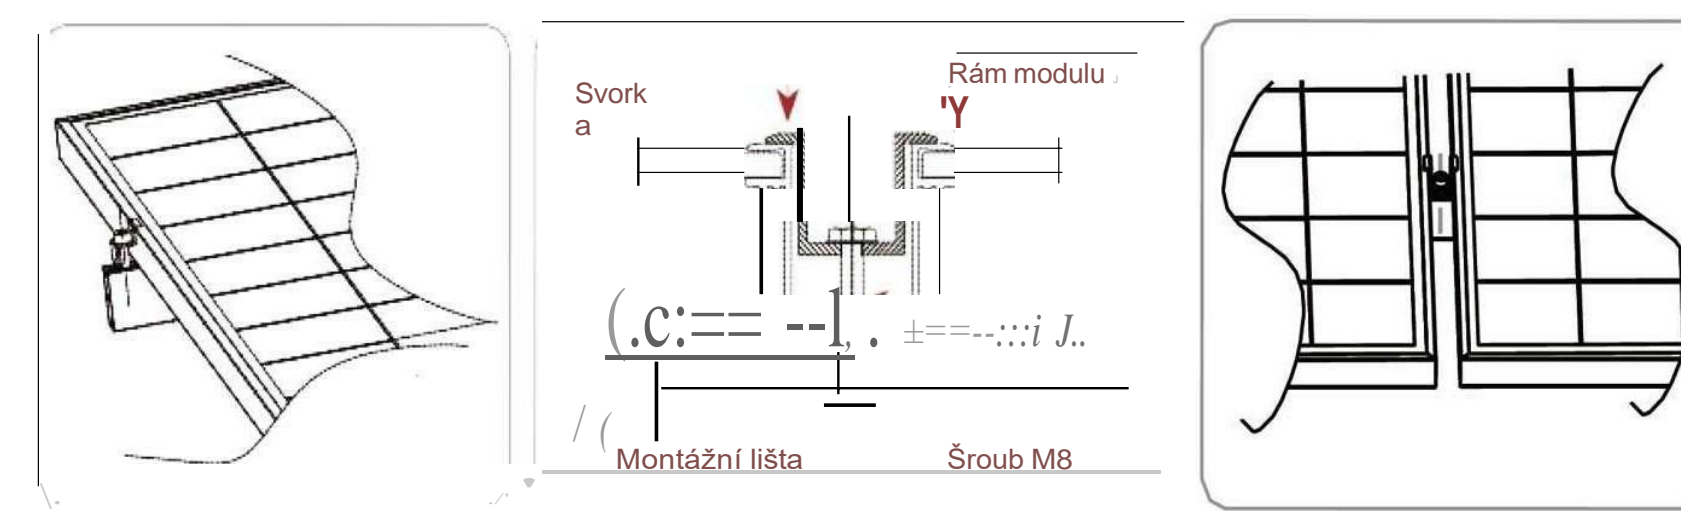 Svork
a
Rám modulu
'Y
(.c:== --l, . ±==--:::i J..
/ (
Montážní lišta
Šroub M8